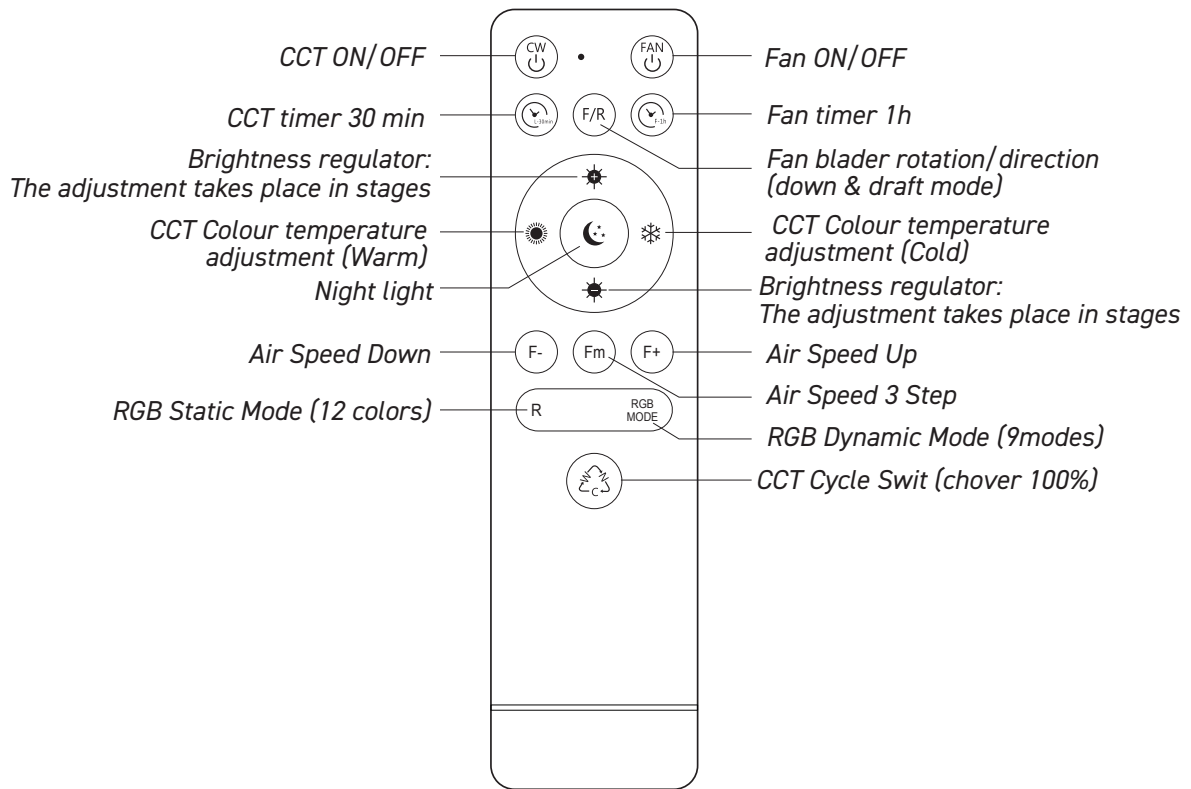 CCT ON/OFF
CW
FAN
Fan ON/OFF
CCT timer 30 min
L-30min
F/R
F-1h
Fan timer 1h
Brightness regulator:
The adjustment takes place in stages
Fan blader rotation/direction
(down & draft mode)
CCT Colour temperature
adjustment (Warm)
CCT Colour temperature
adjustment (Cold)
Night light
Brightness regulator:
The adjustment takes place in stages
Air Speed Down
F-
Fm
F+
Air Speed Up
Air Speed 3 Step
RGB Static Mode (12 colors)
R
RGB
MODE
RGB Dynamic Mode (9modes)
W N
C
CCT Cycle Swit (chover 100%)